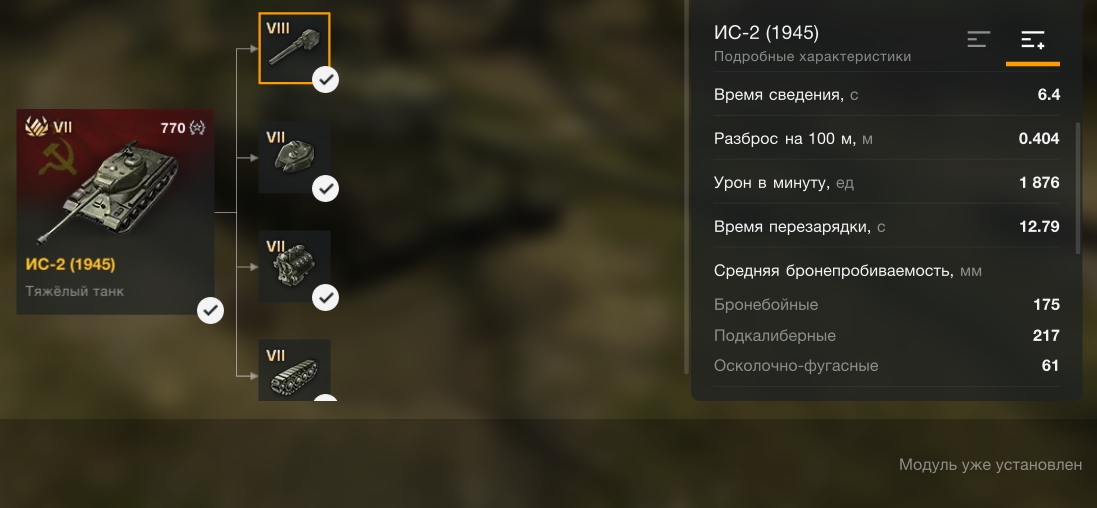 VIII
VII 770
ИС-2 (1945)
Тяжёлый танк
VII
VII
VII
ИС-2 (1945)
Подробные характеристики
Время сведения, с 6.4
Разброс на 100 м, м 0.404
Урон в минуту, ед 1 876
Время перезарядки, с 12.79
Средняя бронепробиваемость, мм
Бронебойные 175
Подкалиберные 217
Осколочно-фугасные 61
Модуль уже установлен